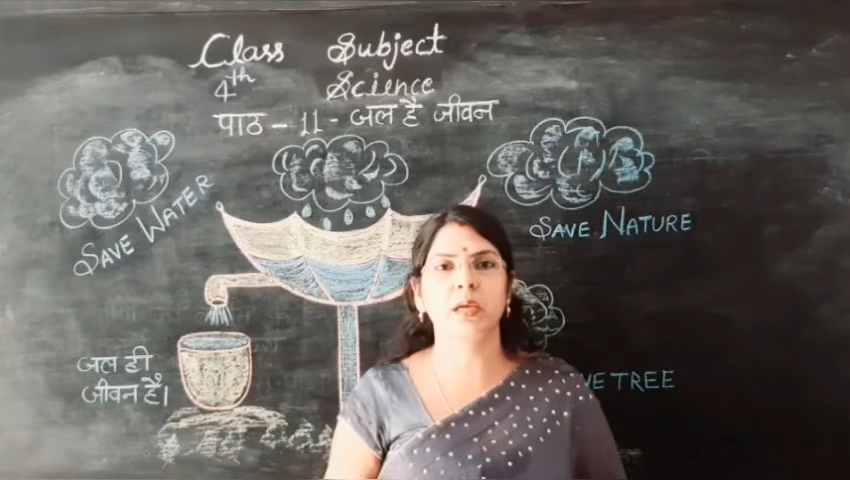 Class Subject
4th Science
पाठ - 11 - जल है जीवन
SAVE WATER
SAVE NATURE
जल ही
जीवन है।
TREE